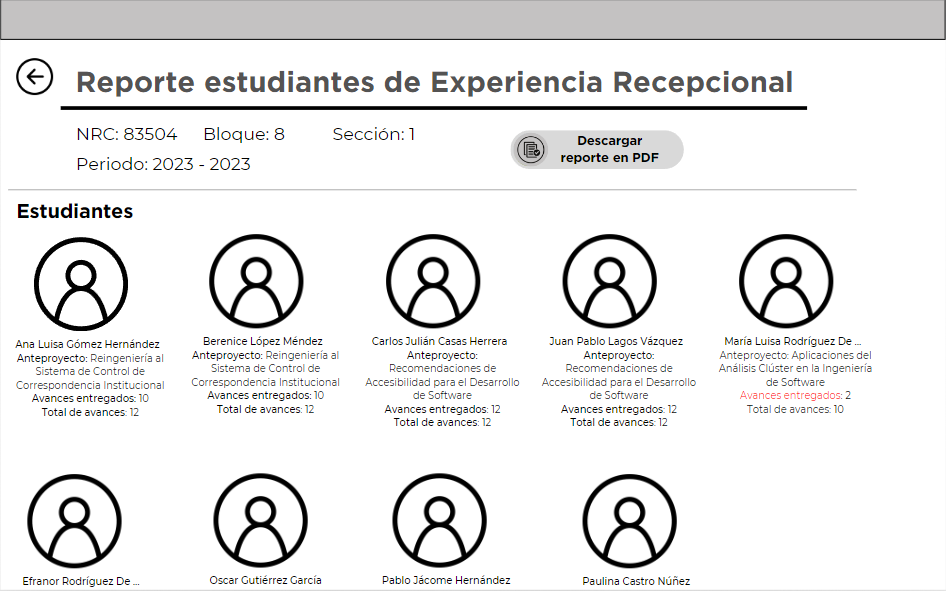 Reporte estudiantes de Experiencia Recepcional
NRC: 83504 Bloque: 8 Sección: 1
Periodo: 2023 - 2023
Descargar
reporte en PDF
Estudiantes
Ana Luisa Gómez Hernández
Anteproyecto: Reingeniería al
Sistema de Control de
Correspondencia Institucional
Avances entregados: 10
Total de avances: 12
Berenice López Méndez
Anteproyecto: Reingeniería al
Sistema de Control de
Correspondencia Institucional
Avances entregados: 10
Total de avances: 12
Carlos Julián Casas Herrera
Anteproyecto:
Recomendaciones de
Accesibilidad para el Desarrollo
de Software
Avances entregados: 12
Total de avances: 12
Juan Pablo Lagos Vázquez
Anteproyecto:
Recomendaciones de
Accesibilidad para el Desarrollo
de Software
Avances entregados: 12
Total de avances: 12
María Luisa Rodríguez De ...
Anteproyecto: Aplicaciones del
Análisis Clúster en la Ingeniería
de Software
Avances entregados: 2
Total de avances: 10
Efranor Rodríguez De ...
Oscar Gutiérrez García
Pablo Jácome Hernández
Paulina Castro Núñez